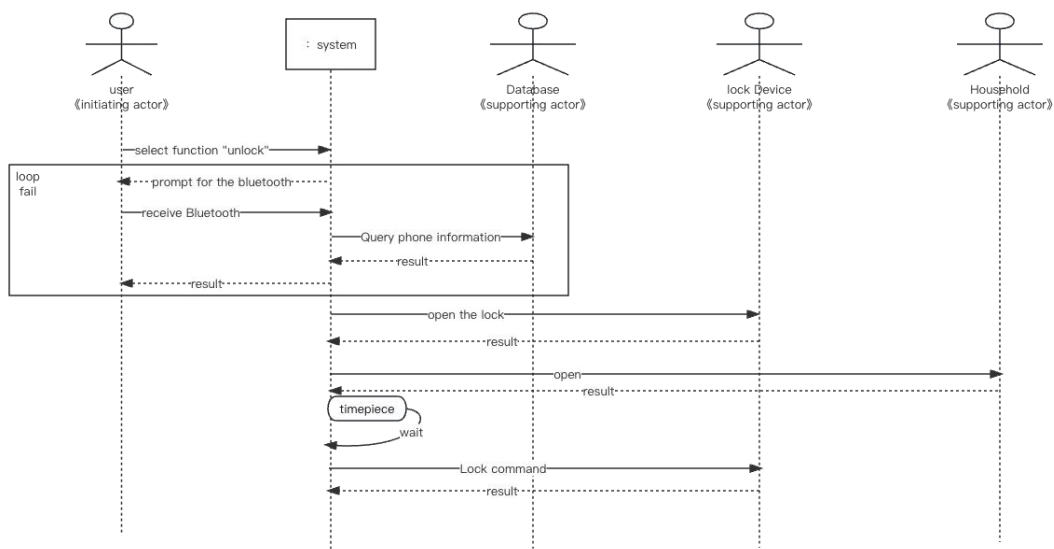 : system
user
《initiating actor》
Database
《supporting actor》
lock Device
《supporting actor》
Household
《supporting actor》
select function "unlock"
loop
fail
prompt for the bluetooth
receive Bluetooth
Query phone information
result
result
open the lock
result
open
result
timepiece
wait
Lock command
result